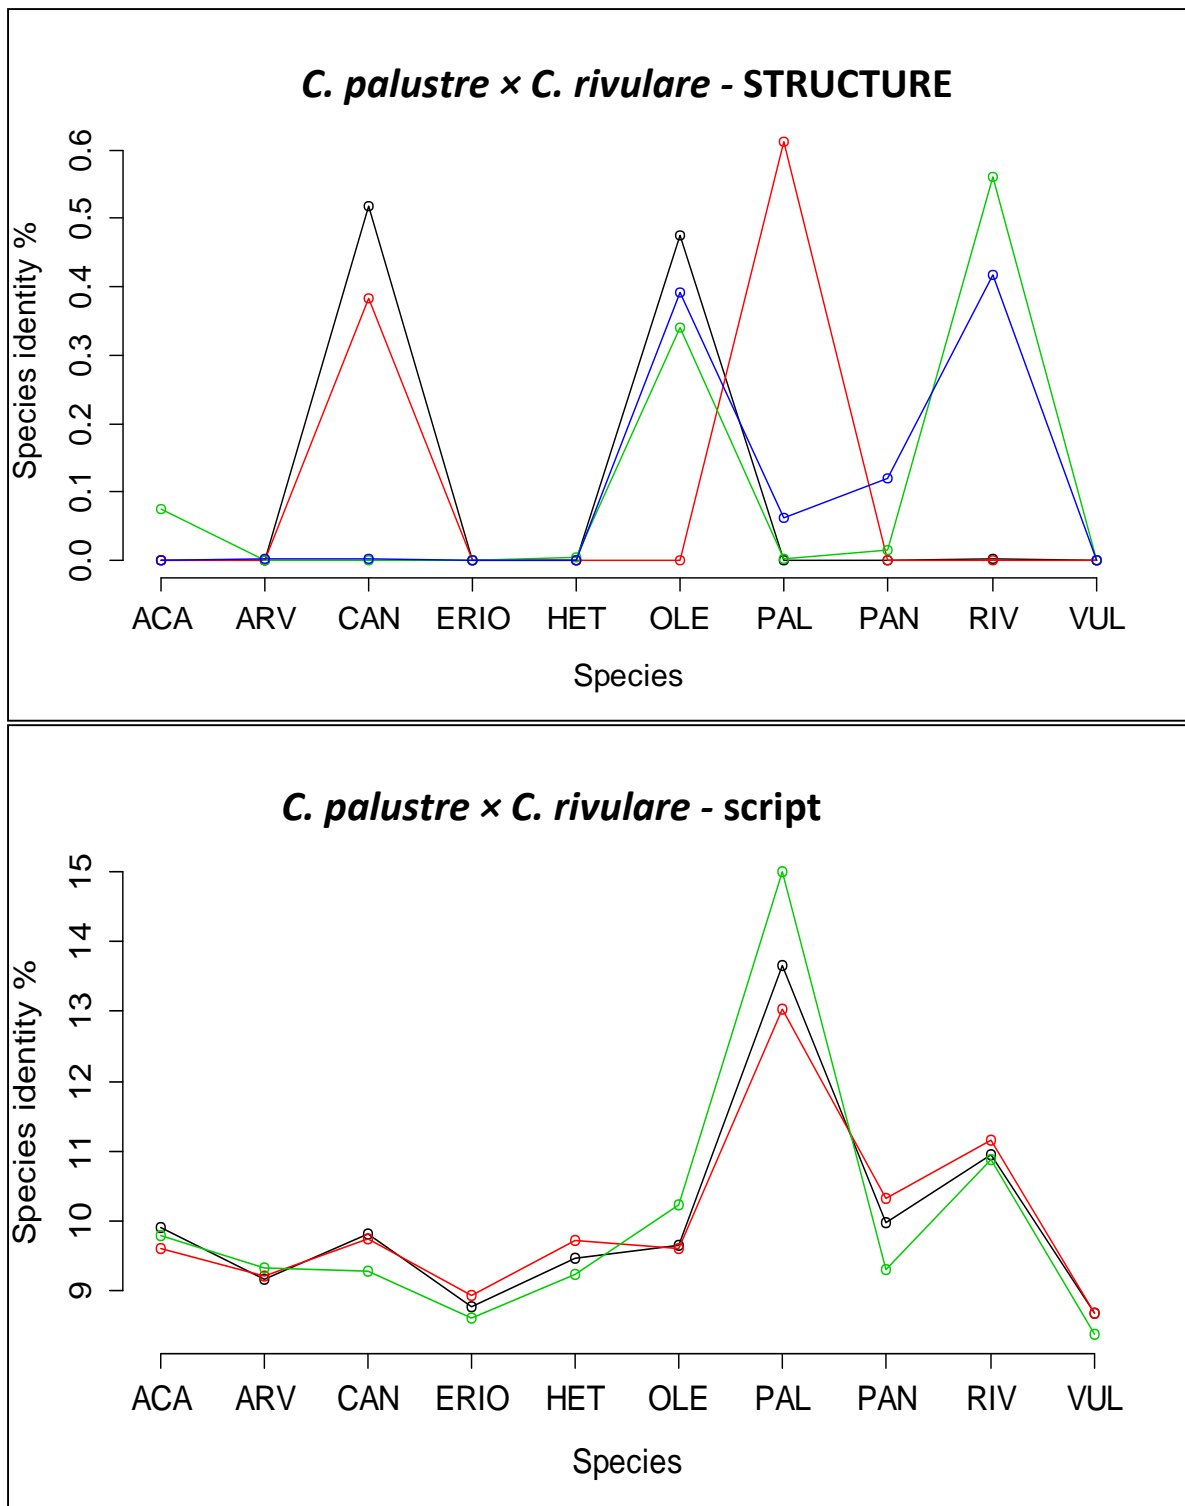 C. palustre × C. rivulare - STRUCTURE
Species identity %
0.6
0.5
0.4
0.3
0.2
0.1
0.0
ACA ARV CAN ERIO HET OLE PAL PAN RIV VUL
Species
C. palustre × C. rivulare - script
Species identity %
15
14
13
12
11
10
9
ACA ARV CAN ERIO HET OLE PAL PAN RIV VUL
Species